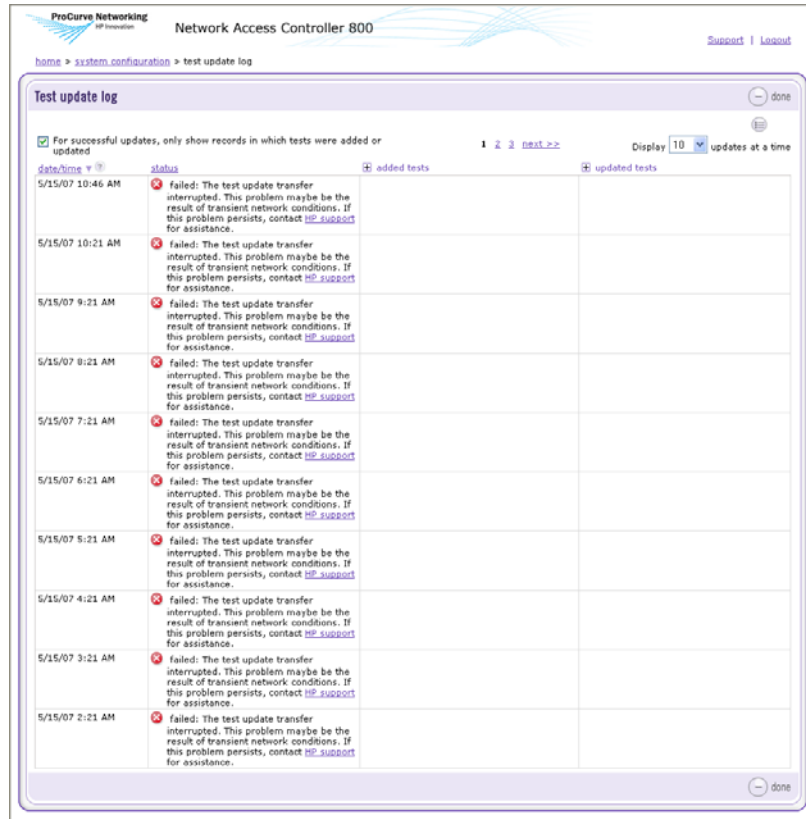 ProCurve Networking
HP Innovation
Network Access Controller 800
Support | Logout
home > system configuration > test update log
Test update log
done
For successful updates, only show records in which tests were added or
updated
1 2 3 next >>
Display 10 updates at a time
date/time ? status added tests updated tests
5/15/07 10:46 AM failed: The test update transfer
interrupted. This problem maybe be the
result of transient network conditions. If
this problem persists, contact HP support
for assistance.
5/15/07 10:21 AM failed: The test update transfer
interrupted. This problem maybe be the
result of transient network conditions. If
this problem persists, contact HP support
for assistance.
5/15/07 9:21 AM failed: The test update transfer
interrupted. This problem maybe be the
result of transient network conditions. If
this problem persists, contact HP support
for assistance.
5/15/07 8:21 AM failed: The test update transfer
interrupted. This problem maybe be the
result of transient network conditions. If
this problem persists, contact HP support
for assistance.
5/15/07 7:21 AM failed: The test update transfer
interrupted. This problem maybe be the
result of transient network conditions. If
this problem persists, contact HP support
for assistance.
5/15/07 6:21 AM failed: The test update transfer
interrupted. This problem maybe be the
result of transient network conditions. If
this problem persists, contact HP support
for assistance.
5/15/07 5:21 AM failed: The test update transfer
interrupted. This problem maybe be the
result of transient network conditions. If
this problem persists, contact HP support
for assistance.
5/15/07 4:21 AM failed: The test update transfer
interrupted. This problem maybe be the
result of transient network conditions. If
this problem persists, contact HP support
for assistance.
5/15/07 3:21 AM failed: The test update transfer
interrupted. This problem maybe be the
result of transient network conditions. If
this problem persists, contact HP support
for assistance.
5/15/07 2:21 AM failed: The test update transfer
interrupted. This problem maybe be the
result of transient network conditions. If
this problem persists, contact HP support
for assistance.
done